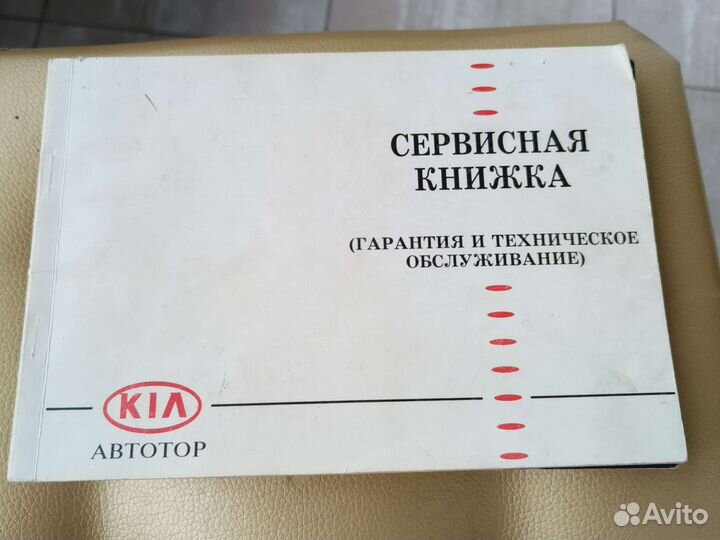 СЕРВИСНАЯ
КНИЖКА
(ГАРАНТИЯ И ТЕХНИЧЕСКОЕ
ОБСЛУЖИВАНИЕ)
KIA
АВТОТОР
Avito